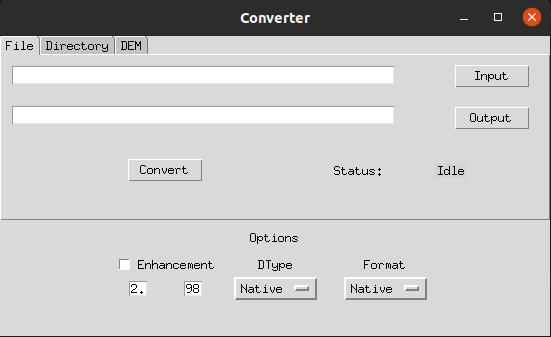 Converter
File Directory DEM
Input
Output
Convert Status: Idle
Options
Enhancement DType Format
2. 98 Native Native